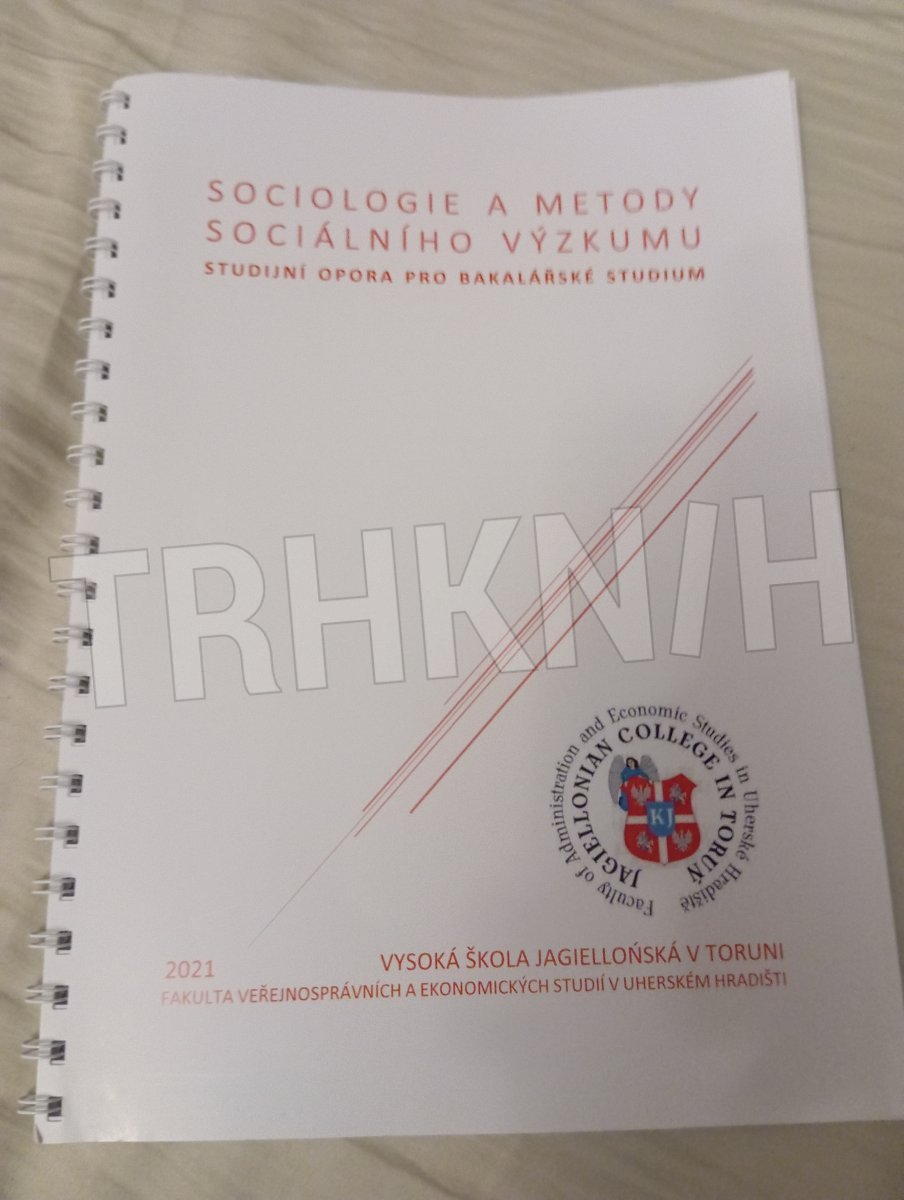 SOCIOLOGIE A METODY
SOCIÁLNÍHO VÝZKUMU
STUDIJNÍ OPORA PRO BAKALÁŘSKÉ STUDIUM
TRHKNIH
Faculty of Administration and Economic Studies in Uherské Hradiště
JAGIELLONIAN COLLEGE IN TORUŃ
KJ
2021
VYSOKÁ ŠKOLA JAGIELLOŃSKÁ V TORUNI
FAKULTA VEŘEJNOSPRÁVNÍCH A EKONOMICKÝCH STUDIÍ V UHERSKÉM HRADIŠTI